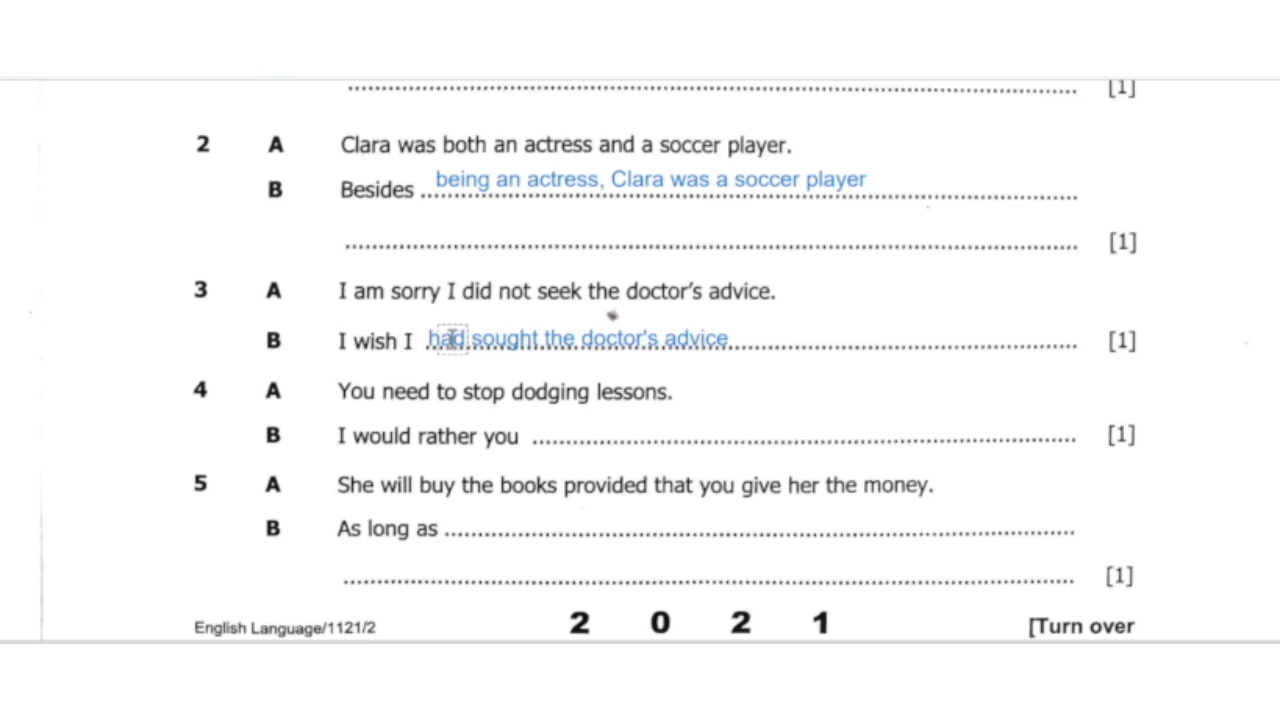 [1]
2 A Clara was both an actress and a soccer player.
B Besides being an actress, Clara was a soccer player
[1]
3 A I am sorry I did not seek the doctor's advice.
B I wish I had sought the doctor's advice [1]
4 A You need to stop dodging lessons.
B I would rather you [1]
5 A She will buy the books provided that you give her the money.
B As long as
[1]
English Language/1121/2 2 0 2 1 [Turn over